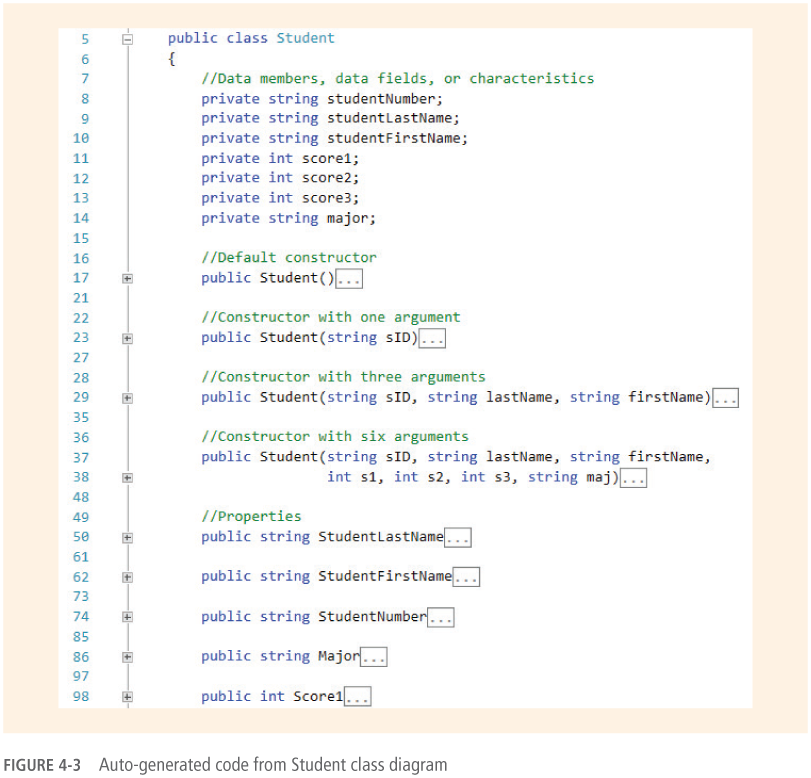 5 public class Student
6 {
7 //Data members, data fields, or characteristics
8 private string studentNumber;
9 private string studentLastName;
10 private string studentFirstName;
11 private int score1;
12 private int score2;
13 private int score3;
14 private string major;
15
16 //Default constructor
17 public Student()...
21
22 //Constructor with one argument
23 public Student(string sID)...
27
28 //Constructor with three arguments
29 public Student(string sID, string lastName, string firstName)...
35
36 //Constructor with six arguments
37 public Student(string sID, string lastName, string firstName,
38 int s1, int s2, int s3, string maj)...
48
49 //Properties
50 public string StudentLastName...
61
62 public string StudentFirstName...
73
74 public string StudentNumber...
85
86 public string Major...
97
98 public int Score1...
FIGURE 4-3 Auto-generated code from Student class diagram